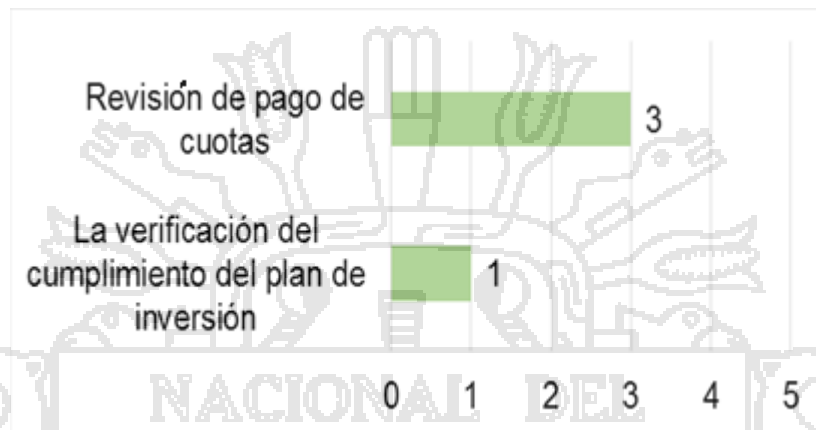 Revisión de pago de
cuotas
3
La verificación del
cumplimiento del plan de
inversión
1
0 1 2 3 4 5
NACIONAL DEL